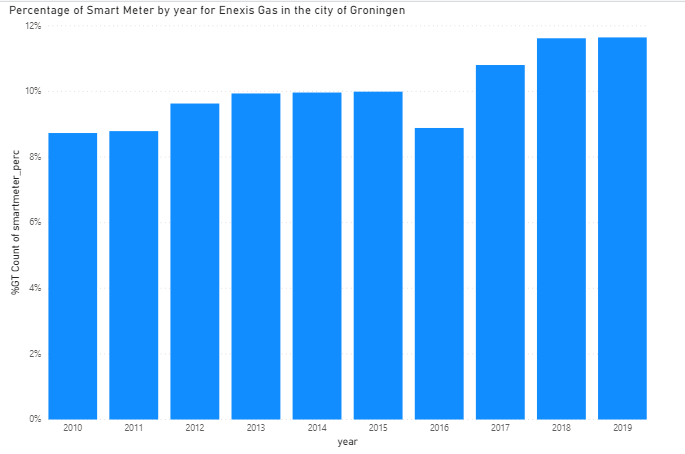 Percentage of Smart Meter by year for Enexis Gas in the city of Groningen
12%
10%
8%
6%
4%
2%
0%
%GT Count of smartmeter_perc
2010 2011 2012 2013 2014 2015 2016 2017 2018 2019
year